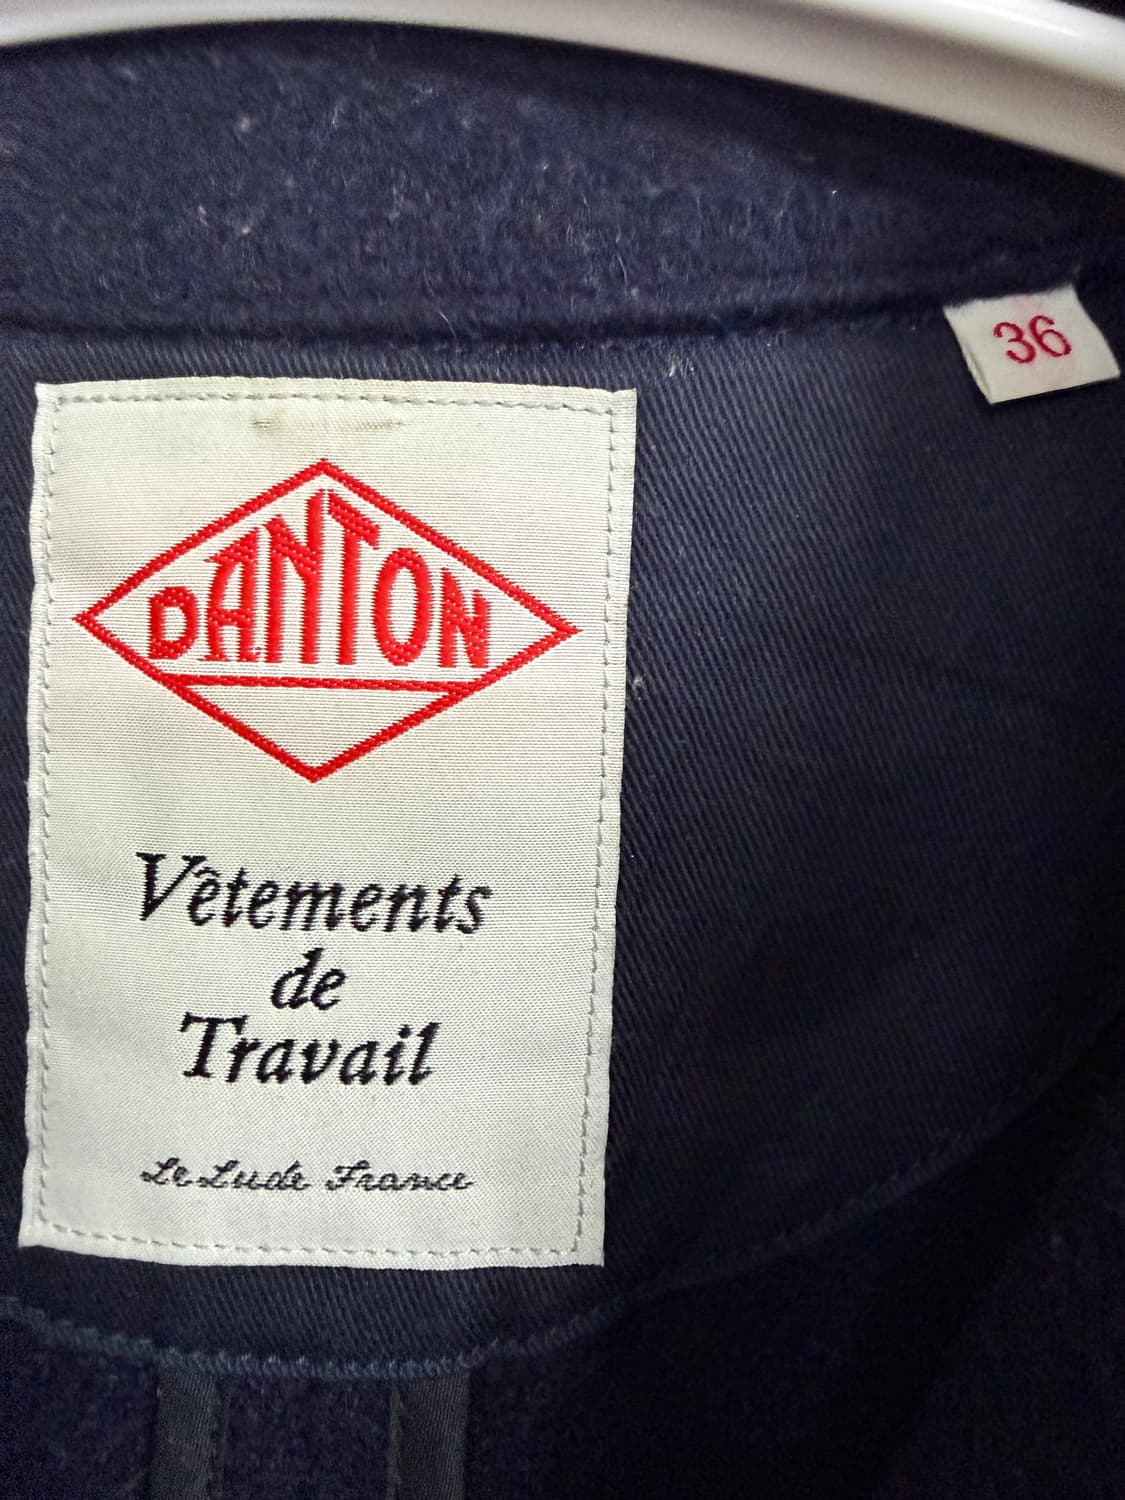 36
DANTON
Vêtements
de
Travail
Le Lude France